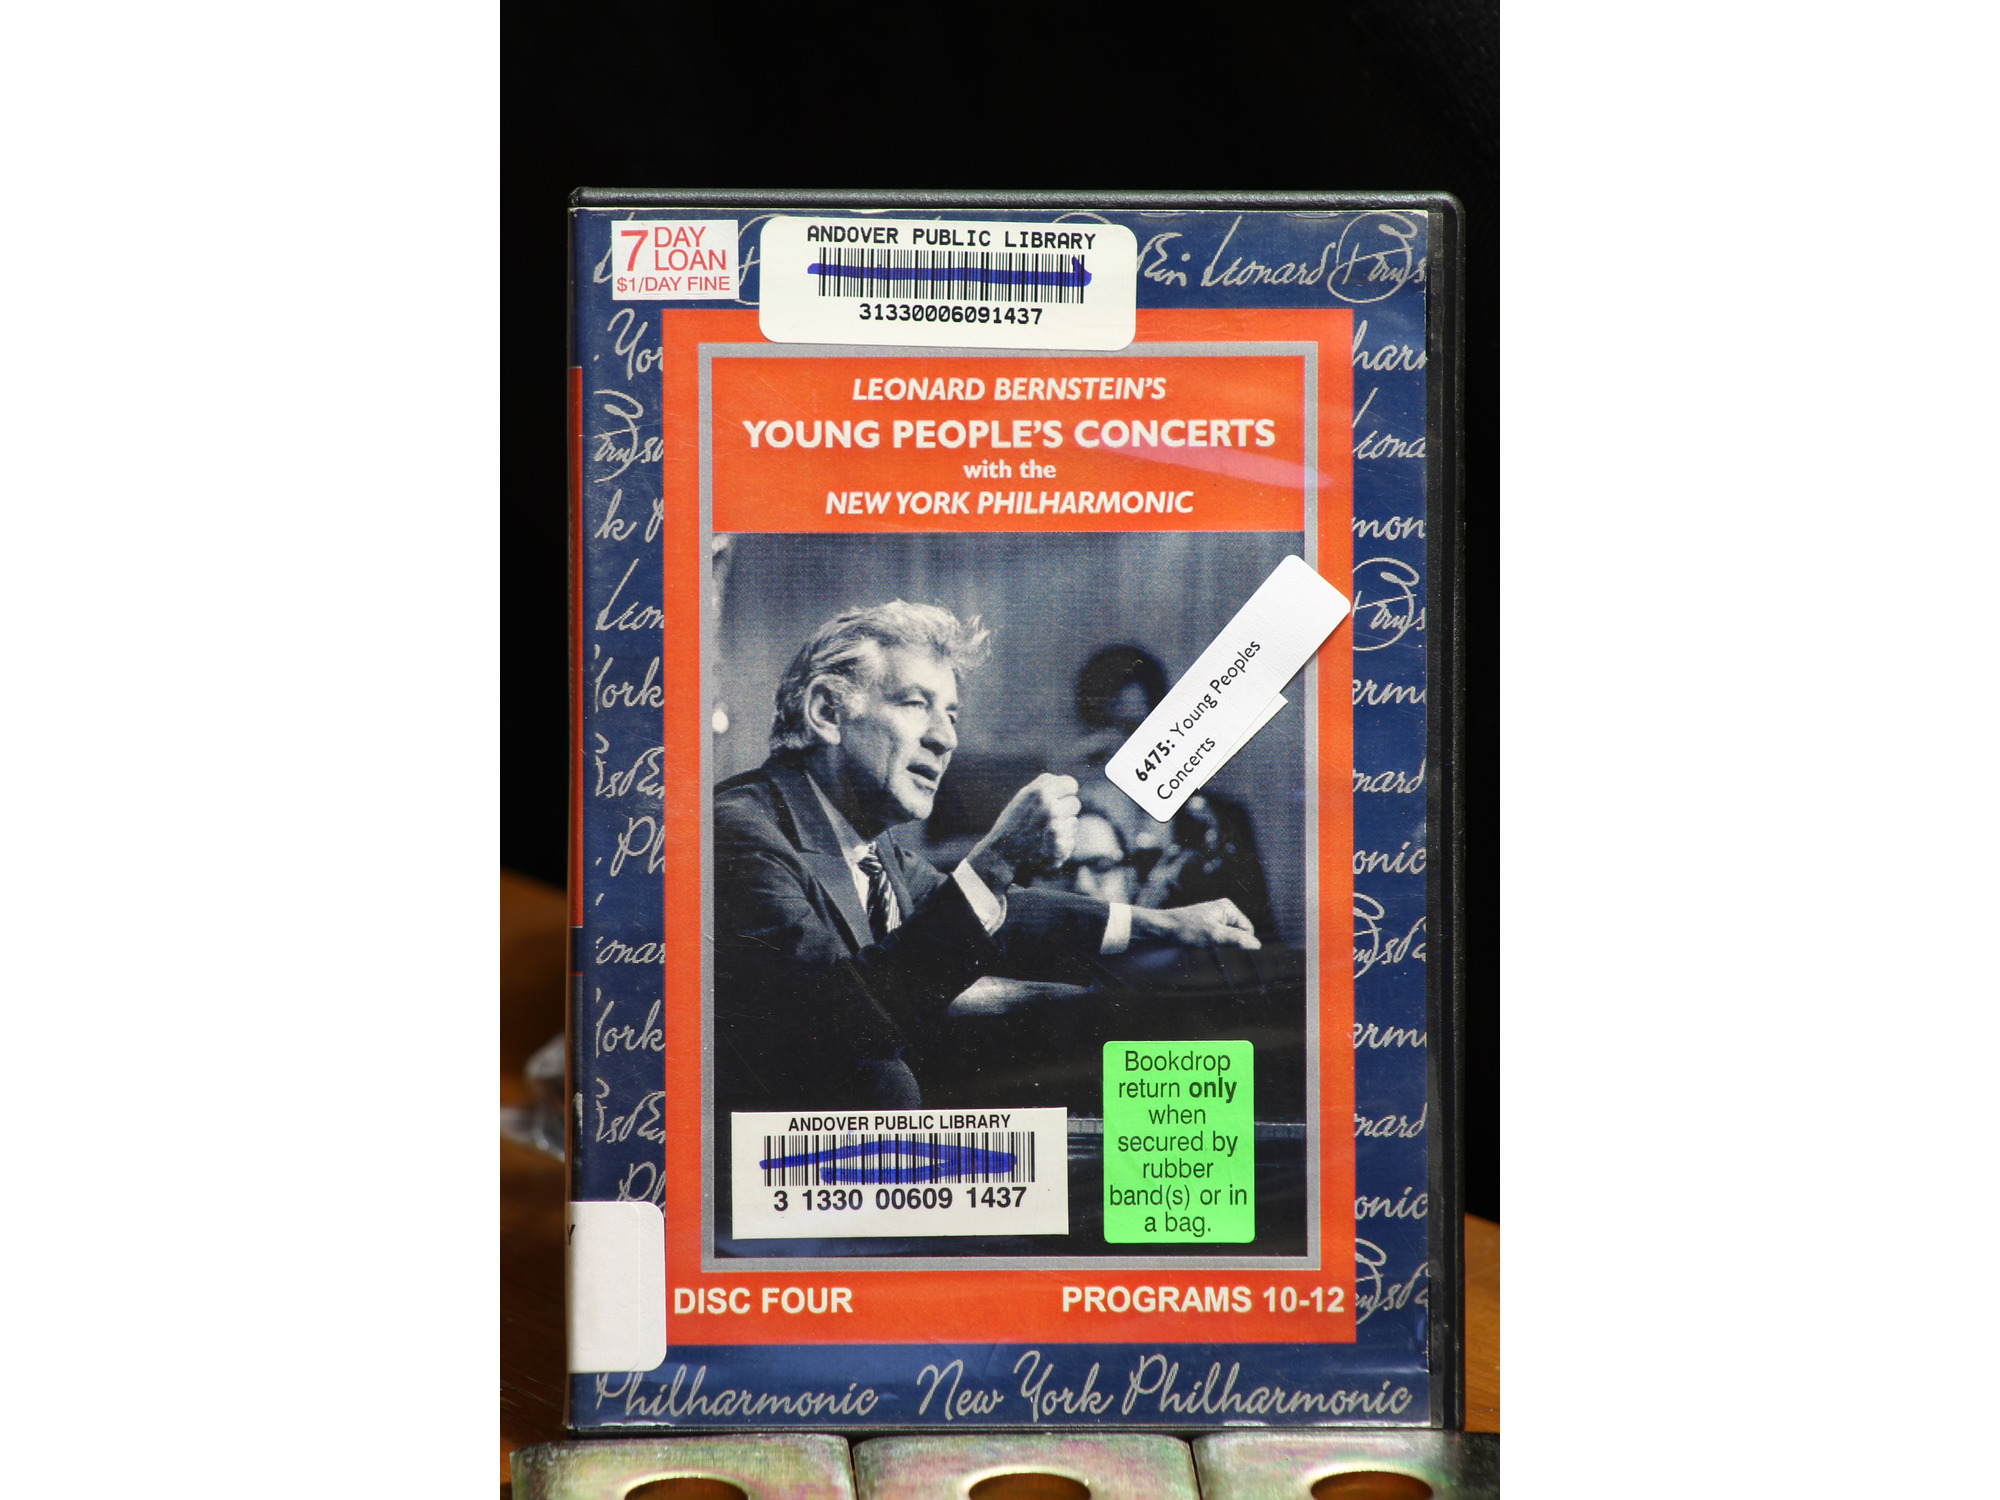 7 DAY
LOAN
$1/DAY FINE
ANDOVER PUBLIC LIBRARY
31330006091437
Leonard
LEONARD BERNSTEIN'S
YOUNG PEOPLE'S CONCERTS
with the
NEW YORK PHILHARMONIC
6475: Young Peoples
Concerts
Bookdrop
return only
when
secured by
rubber
band(s) or in
a bag.
ANDOVER PUBLIC LIBRARY
3 1330 00609 1437
DISC FOUR
PROGRAMS 10-12
Philharmonic New York Philharmonic